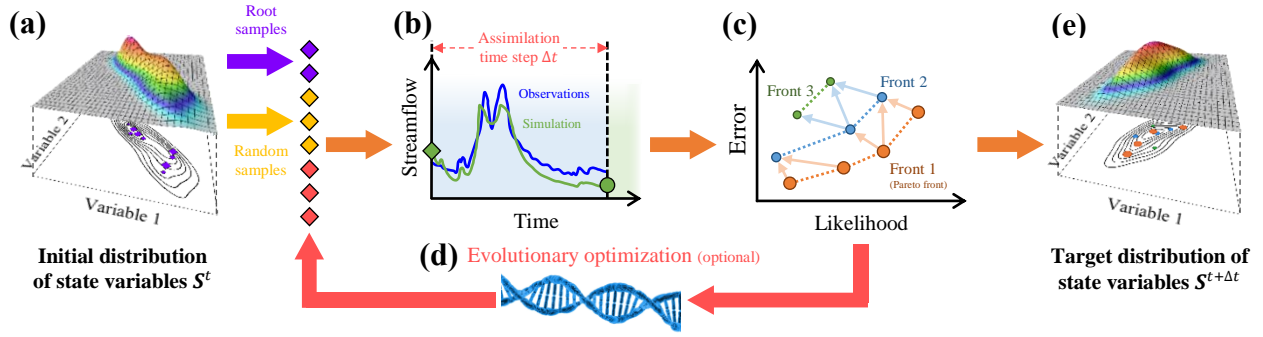 (a)
Variable 2
Variable 1
Initial distribution
of state variables S^t
Root
samples
Random
samples
(b)
Assimilation
time step Δt
Streamflow
Observations
Simulation
Time
(c)
Error
Front 3
Front 2
Front 1
(Pareto front)
Likelihood
(d)
Evolutionary optimization (optional)
(e)
Variable 2
Variable 1
Target distribution of
state variables S^{t+Δt}